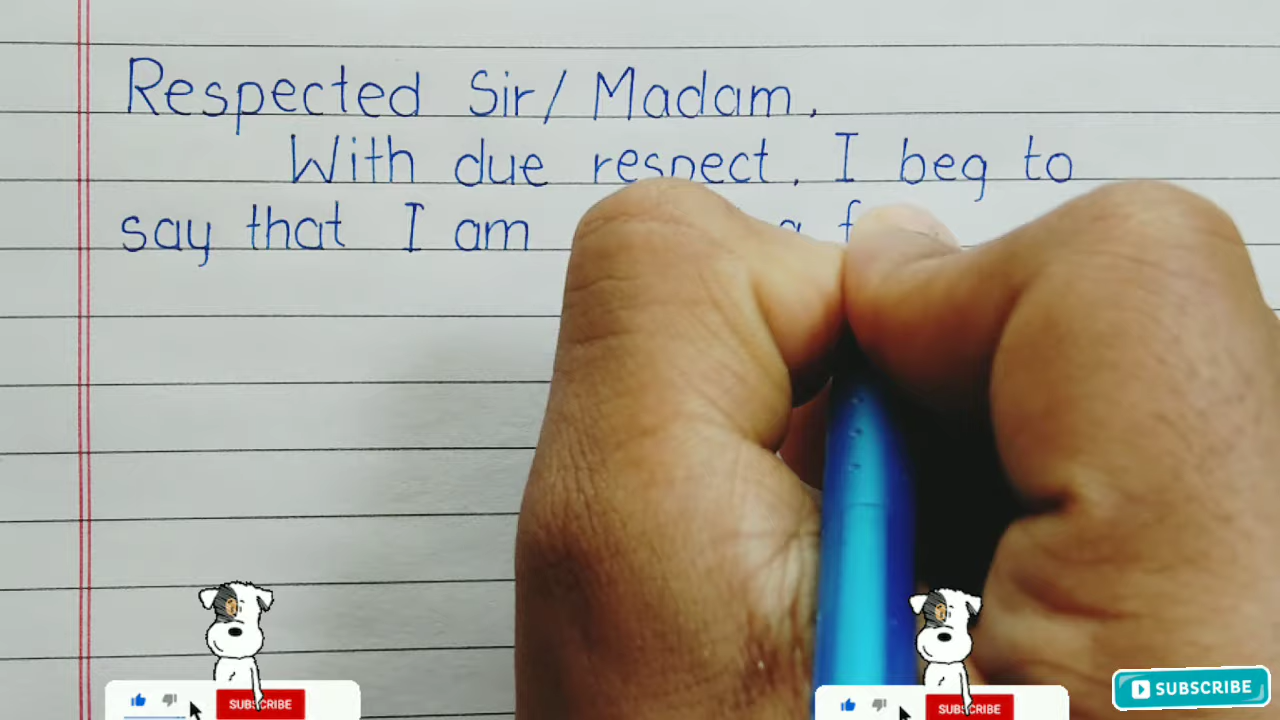 Respected Sir/ Madam,
With due respect, I beg to
say that I am
SUBSCRIBE
SUBSCRIBE
SUBSCRIBE